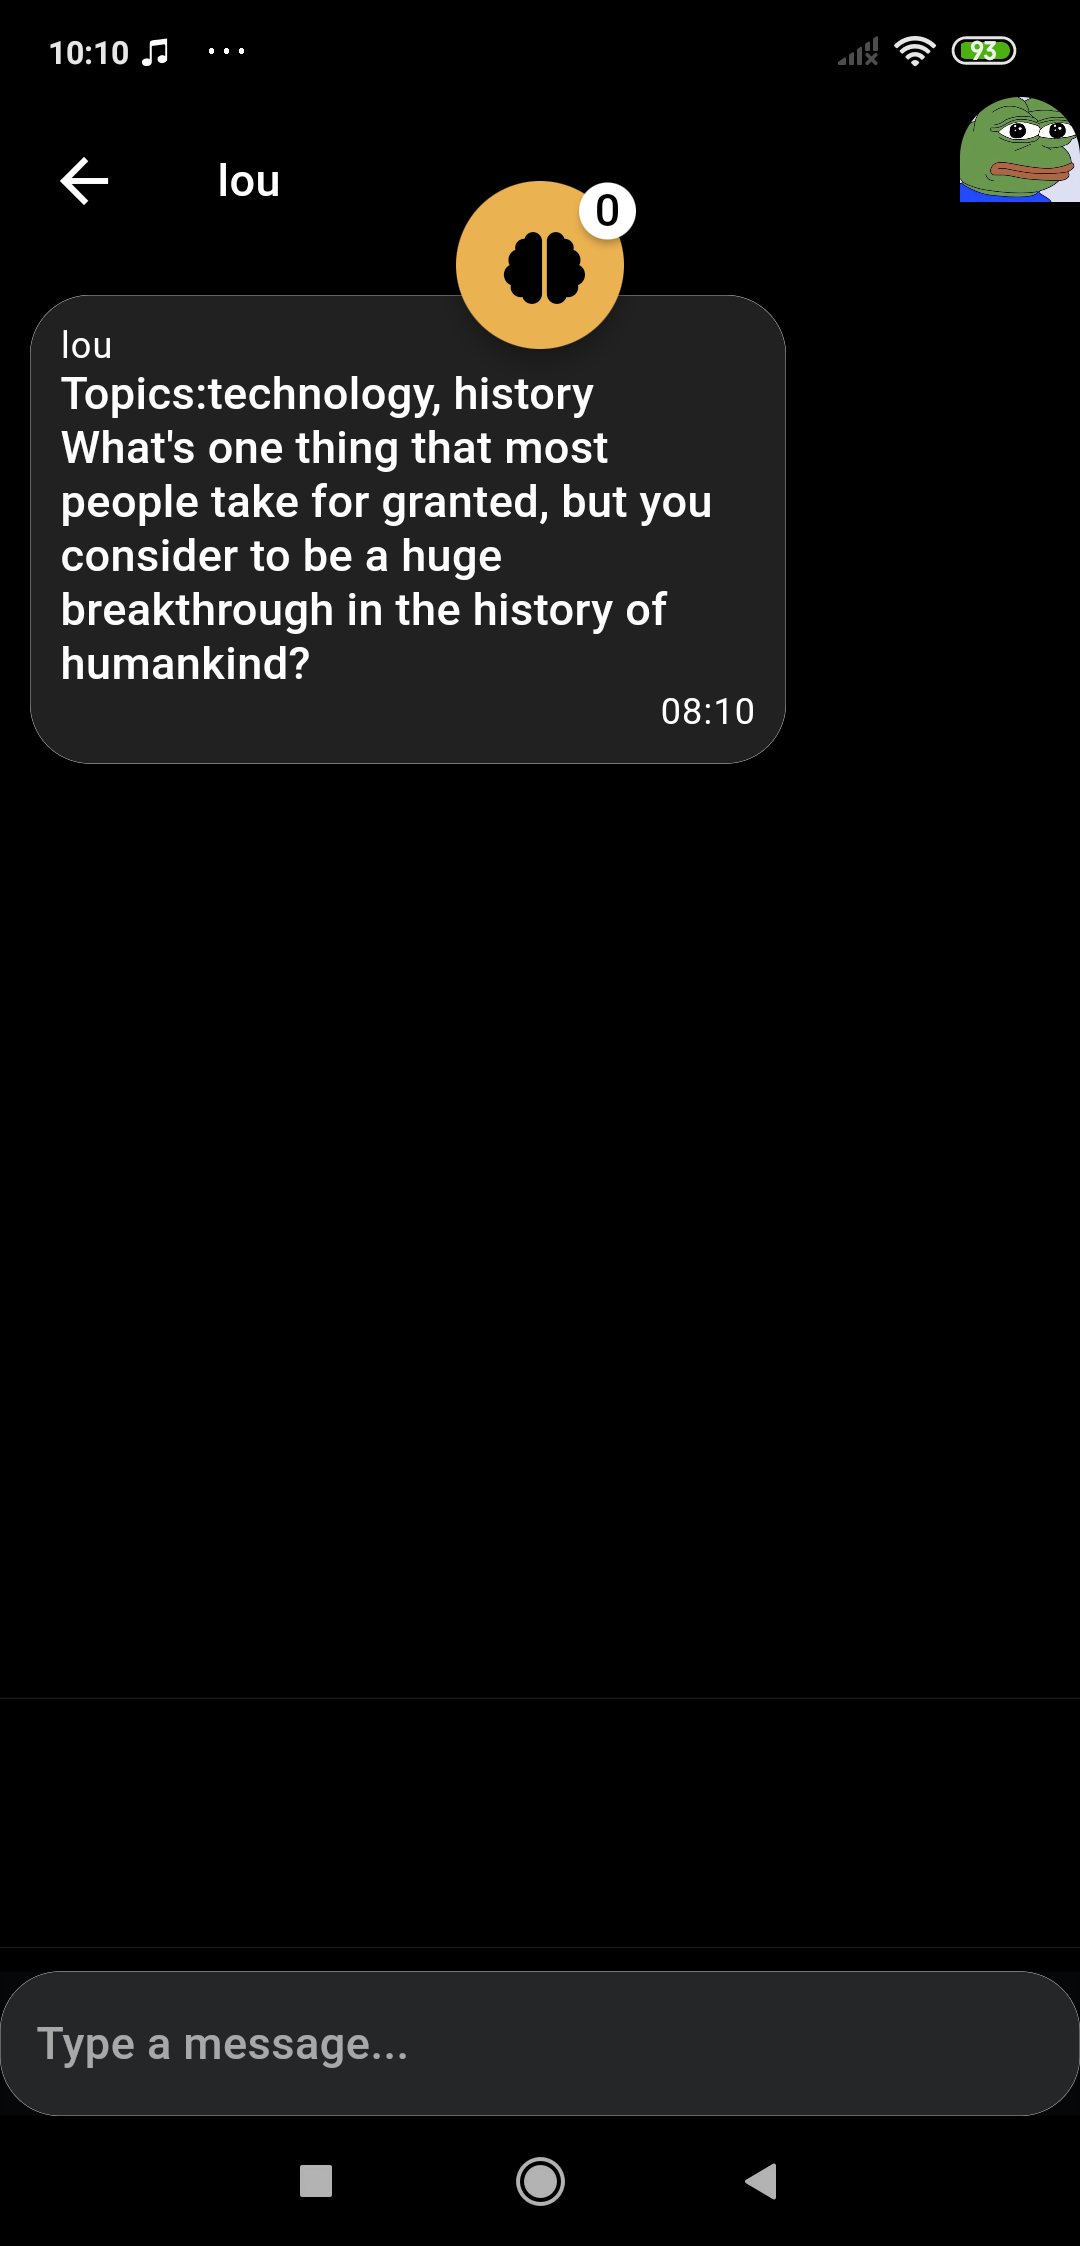 10:10
93
lou
0
lou
Topics:technology, history
What's one thing that most
people take for granted, but you
consider to be a huge
breakthrough in the history of
humankind?
08:10
Type a message...